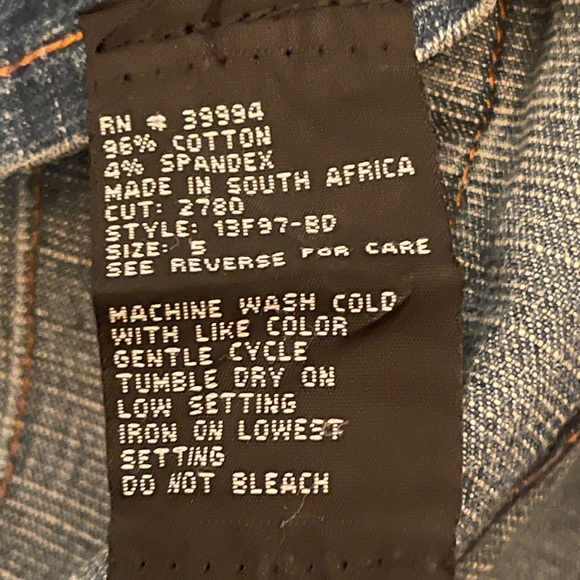 RN # 39994
96% COTTON
4% SPANDEX
MADE IN SOUTH AFRICA
CUT: 2780
STYLE: 13F97-BD
SIZE: 5
SEE REVERSE FOR CARE
MACHINE WASH COLD
WITH LIKE COLOR
GENTLE CYCLE
TUMBLE DRY ON
LOW SETTING
IRON ON LOWEST
SETTING
DO NOT BLEACH